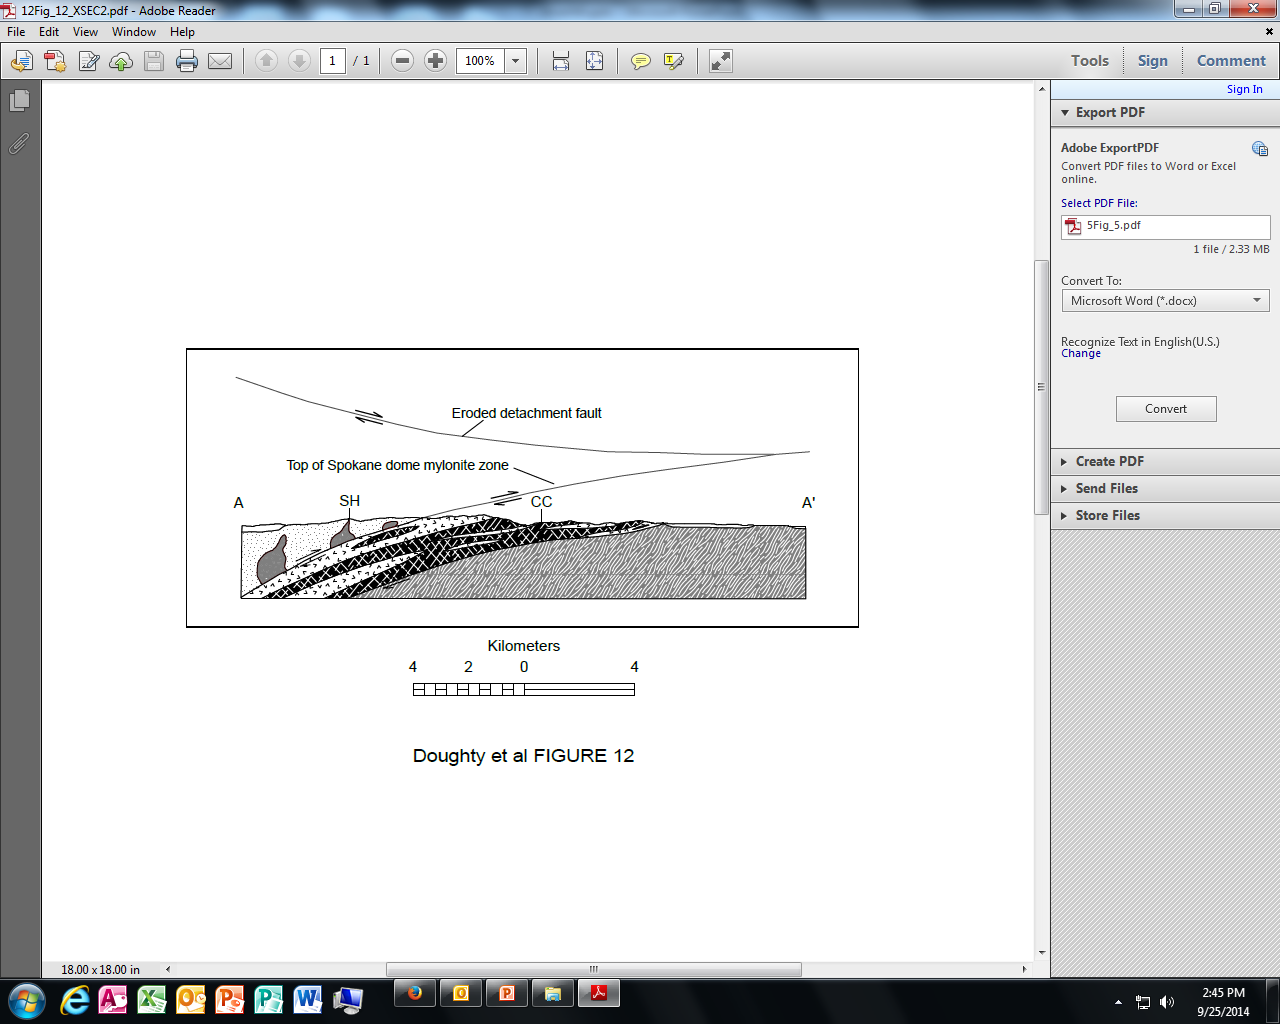 12Fig_12_XSEC2.pdf - Adobe Reader
File Edit View Window Help
1 / 1 100% Tools Sign Comment
Sign In
Export PDF
Adobe ExportPDF
Convert PDF files to Word or Excel
online.
Select PDF File:
5Fig_5.pdf
1 file / 2.33 MB
Convert To:
Microsoft Word (*.docx)
Recognize Text in English(U.S.)
Change
Convert
Create PDF
Send Files
Store Files
Eroded detachment fault
Top of Spokane dome mylonite zone
A SH CC A'
Kilometers
4 2 0 4
Doughty et al FIGURE 12
18.00 x 18.00 in
2:45 PM
9/25/2014